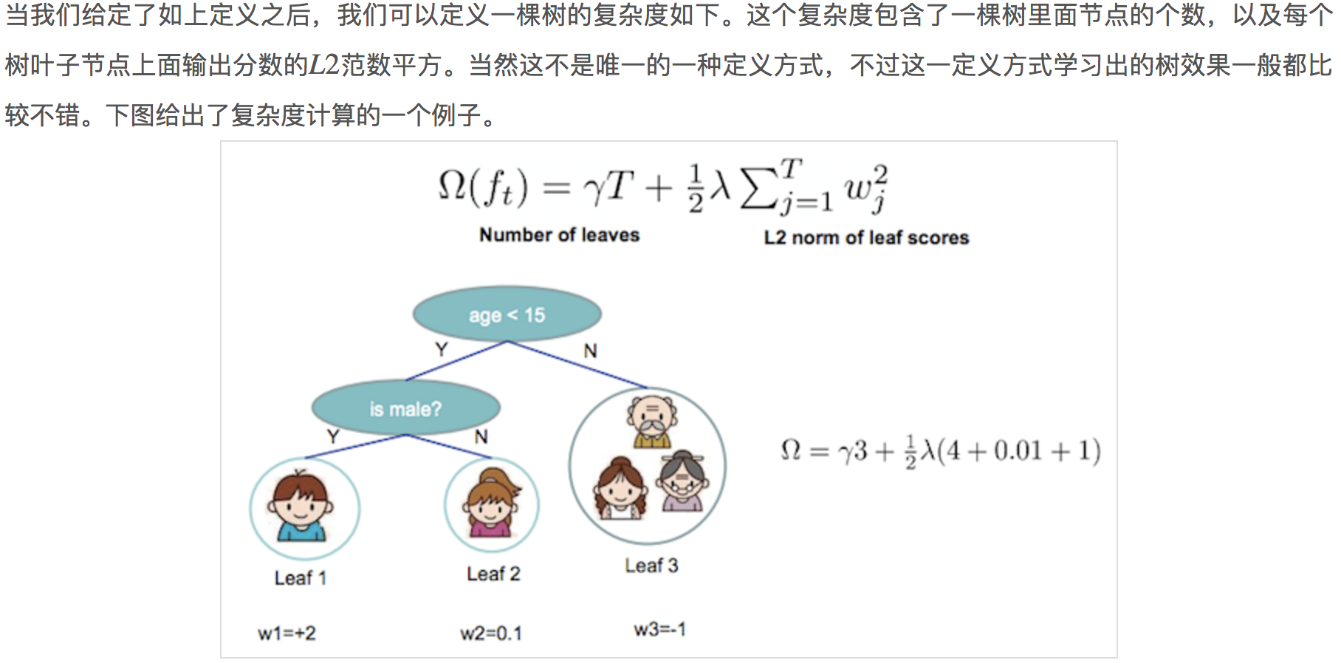 当我们给定了如上定义之后，我们可以定义一棵树的复杂度如下。这个复杂度包含了一棵树里面节点的个数，以及每个
树叶子节点上面输出分数的L2范数平方。当然这不是唯一的一种定义方式，不过这一定义方式学习出的树效果一般都比
较不错。下图给出了复杂度计算的一个例子。
Ω(f_t) = γT + ½λ∑_{j=1}^{T} w_j^2
Number of leaves L2 norm of leaf scores
age < 15
Y N
is male?
Y N
Ω = γ3 + ½λ(4 + 0.01 + 1)
Leaf 1 Leaf 2 Leaf 3
w1=+2 w2=0.1 w3=-1